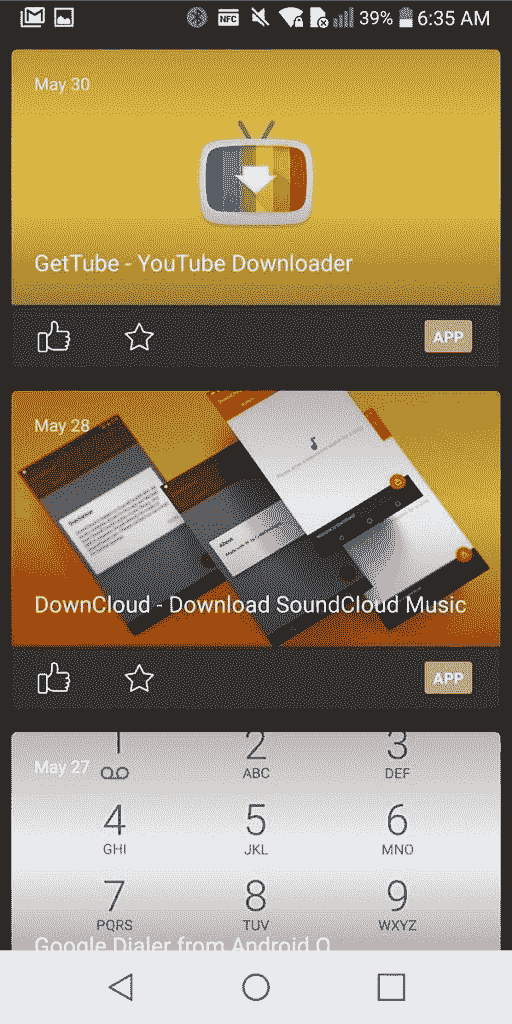 NFC 39% 6:35 AM
May 30
GetTube - YouTube Downloader
APP
May 28
Disclaimer
About
DownCloud - Download SoundCloud Music
APP
May 27
1 2 3
ABC DEF
4 5 6
GHI JKL MNO
7 8 9
PQRS TUV WXYZ
Google Dialer from Android O